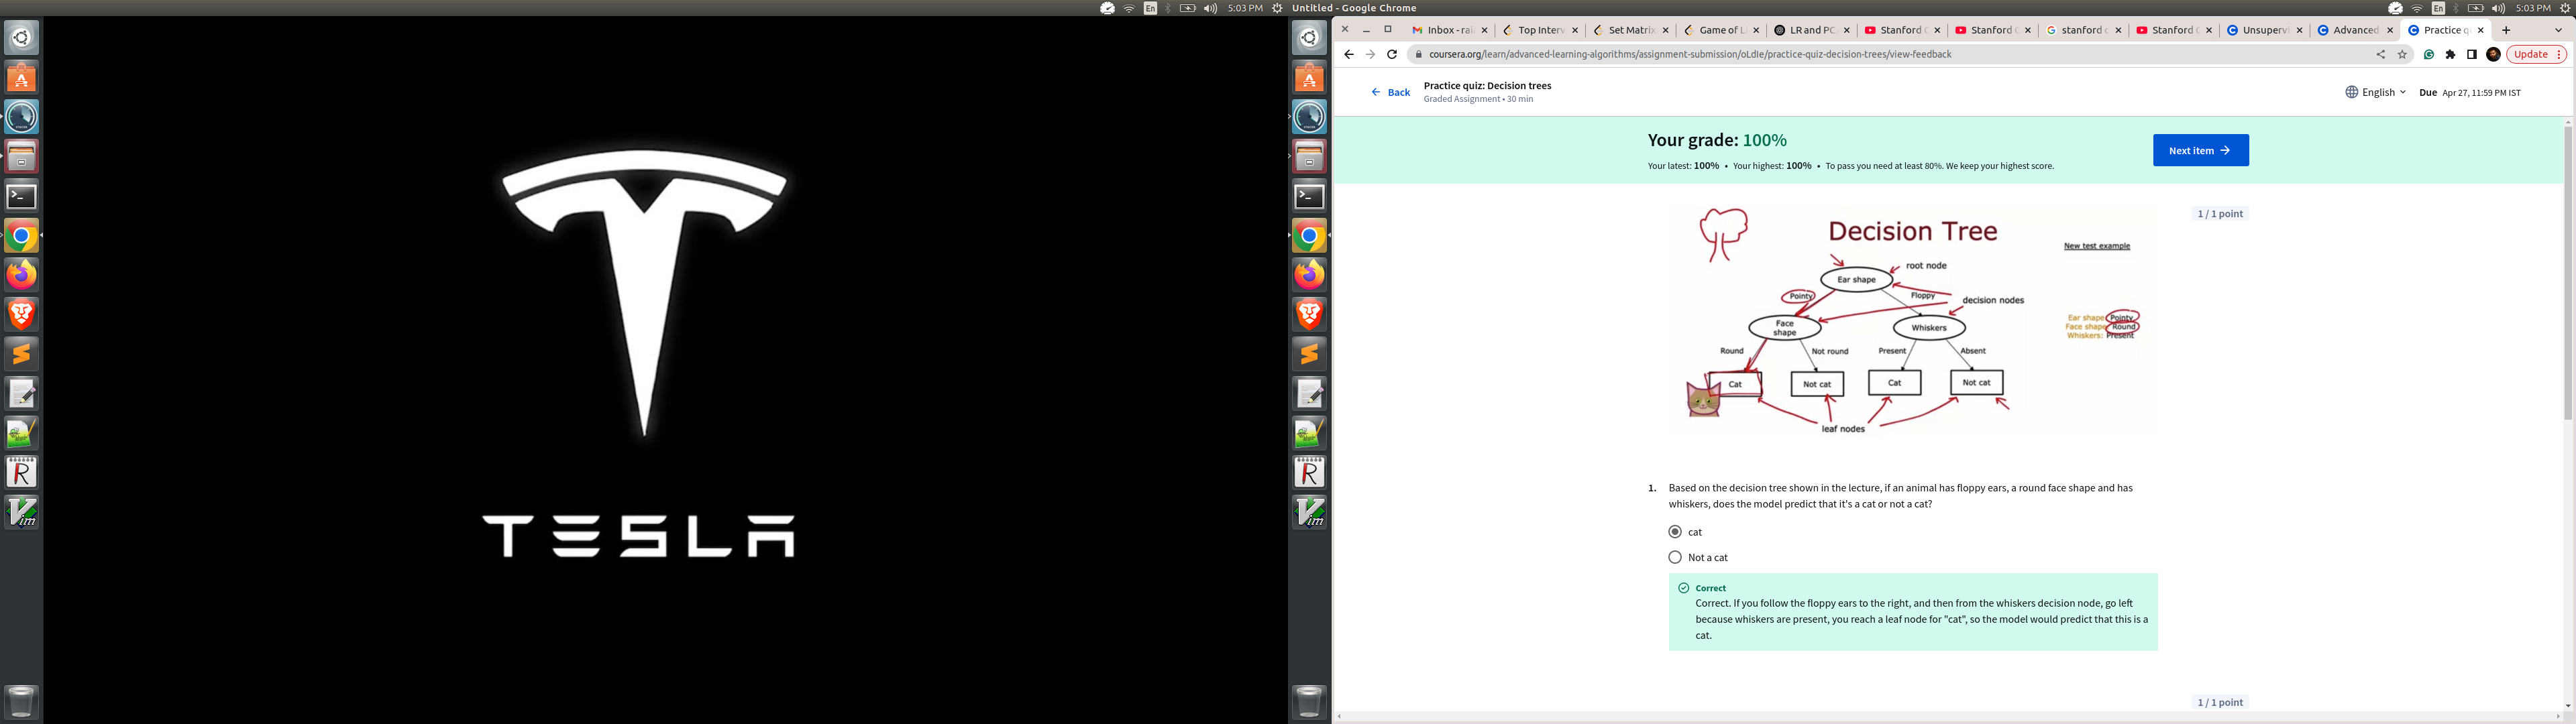 En
5:03 PM
Untitled - Google Chrome
En
5:03 PM
TESLA
Inbox - rai
Top Interv
Set Matrix
Game of L
LR and PC
Stanford
Stanford
stanford c
Stanford
Unsupervi
Advanced
Practice q
coursera.org/learn/advanced-learning-algorithms/assignment-submission/oLdIe/practice-quiz-decision-trees/view-feedback
Update
Back
Practice quiz: Decision trees
Graded Assignment • 30 min
English
Due Apr 27, 11:59 PM IST
Your grade: 100%
Your latest: 100% • Your highest: 100% • To pass you need at least 80%. We keep your highest score.
Next item
1 / 1 point
Decision Tree
New test example
root node
Ear shape
Pointy
Floppy
decision nodes
Face
shape
Whiskers
Ear shape: Pointy
Face shape: Round
Whiskers: Present
Round
Not round
Present
Absent
Cat
Not cat
Cat
Not cat
leaf nodes
1. Based on the decision tree shown in the lecture, if an animal has floppy ears, a round face shape and has
whiskers, does the model predict that it's a cat or not a cat?
cat
Not a cat
Correct
Correct. If you follow the floppy ears to the right, and then from the whiskers decision node, go left
because whiskers are present, you reach a leaf node for "cat", so the model would predict that this is a
cat.
1 / 1 point